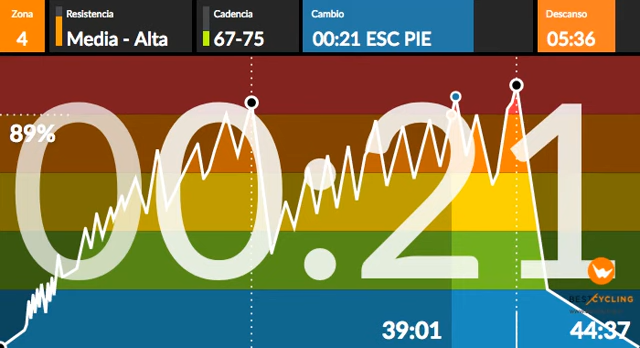 Zona
4
Resistencia
Media - Alta
Cadencia
67-75
Cambio
00:21 ESC PIE
Descanso
05:36
89%
00:21
BESTCYCLING
39:01
44:37